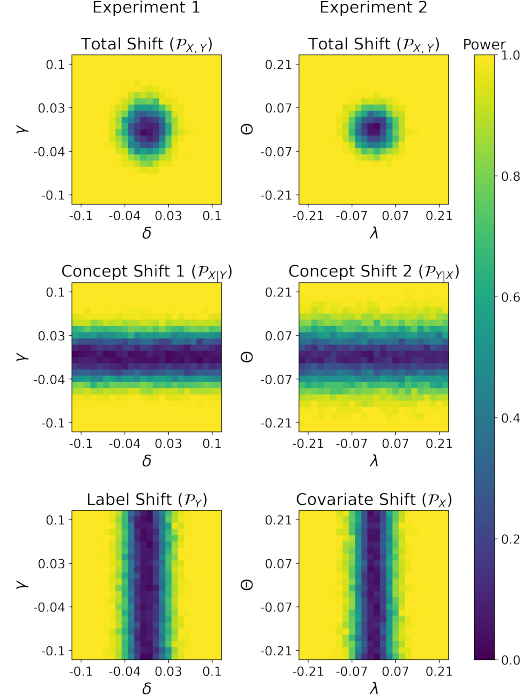 Experiment 1
Experiment 2
Total Shift (𝒫X, Y)
Total Shift (𝒫X, Y)
Power
0.1
0.03
-0.04
-0.1
γ
-0.1 -0.04 0.03 0.1
δ
0.21
0.07
-0.07
-0.21
Θ
-0.21 -0.07 0.07 0.21
λ
1.0
0.8
0.6
0.4
0.2
0.0
Concept Shift 1 (𝒫X|Y)
Concept Shift 2 (𝒫Y|X)
0.1
0.03
-0.04
-0.1
γ
-0.1 -0.04 0.03 0.1
δ
0.21
0.07
-0.07
-0.21
Θ
-0.21 -0.07 0.07 0.21
λ
Label Shift (𝒫Y)
Covariate Shift (𝒫X)
0.1
0.03
-0.04
-0.1
γ
-0.1 -0.04 0.03 0.1
δ
0.21
0.07
-0.07
-0.21
Θ
-0.21 -0.07 0.07 0.21
λ